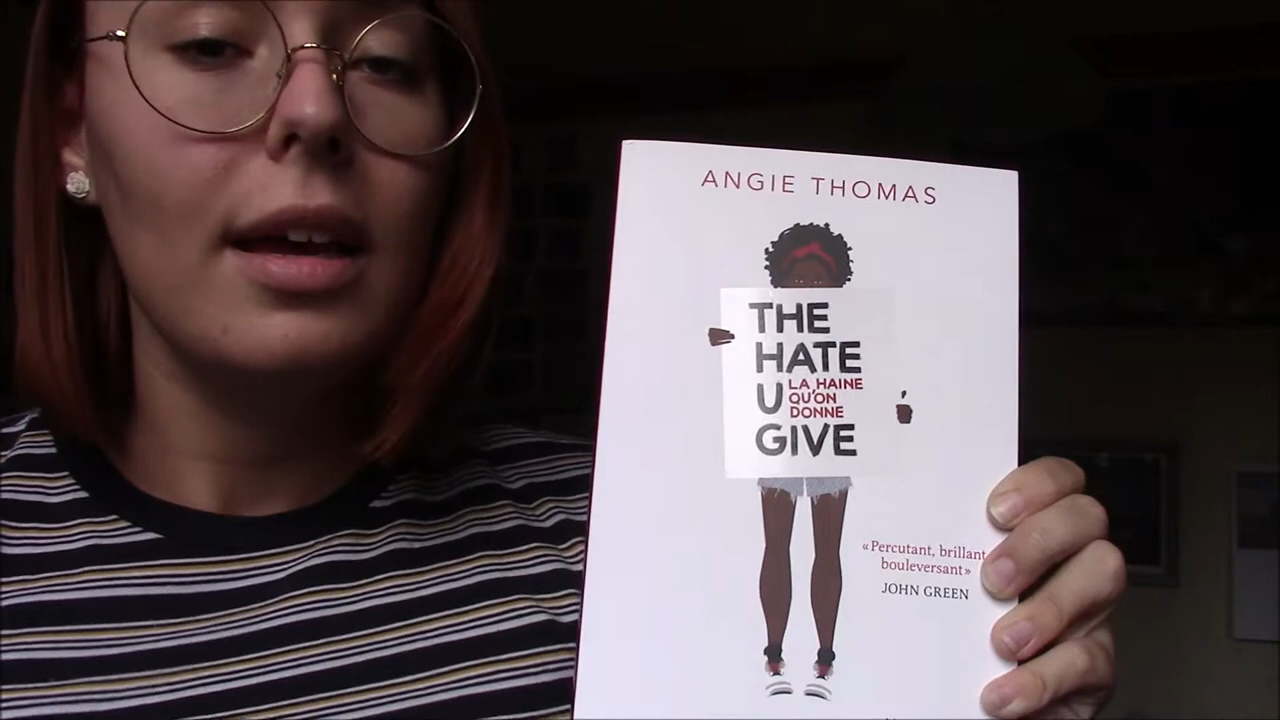 ANGIE THOMAS
THE
HATE
U
LA HAINE
QU'ON
DONNE
GIVE
« Percutant, brillant
bouleversant »
JOHN GREEN